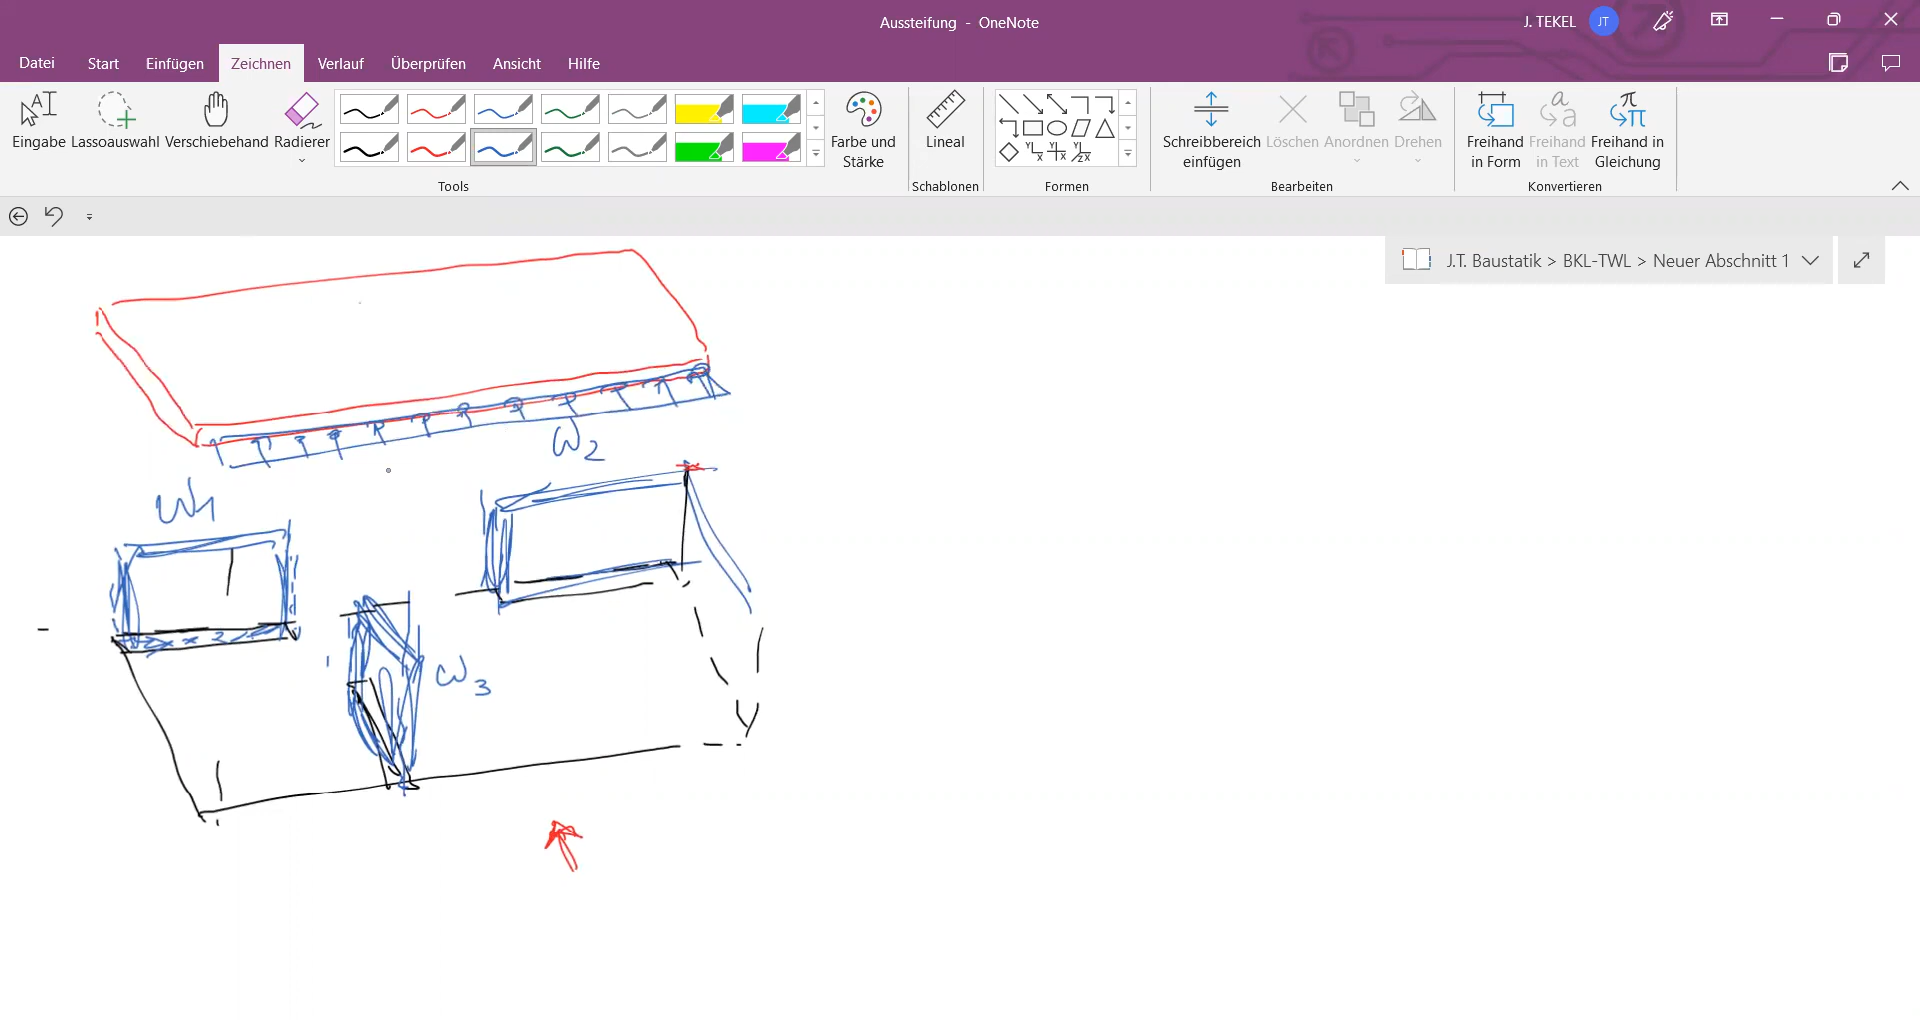 Aussteifung - OneNote
J. TEKEL
JT
Datei
Start
Einfügen
Zeichnen
Verlauf
Überprüfen
Ansicht
Hilfe
Eingabe
Lassoauswahl
Verschiebehand
Radierer
Farbe und
Stärke
Lineal
Schreibbereich
einfügen
Löschen
Anordnen
Drehen
Freihand
in Form
Freihand
in Text
Freihand in
Gleichung
Tools
Schablonen
Formen
Bearbeiten
Konvertieren
J.T. Baustatik > BKL-TWL > Neuer Abschnitt 1
W2
W1
W3